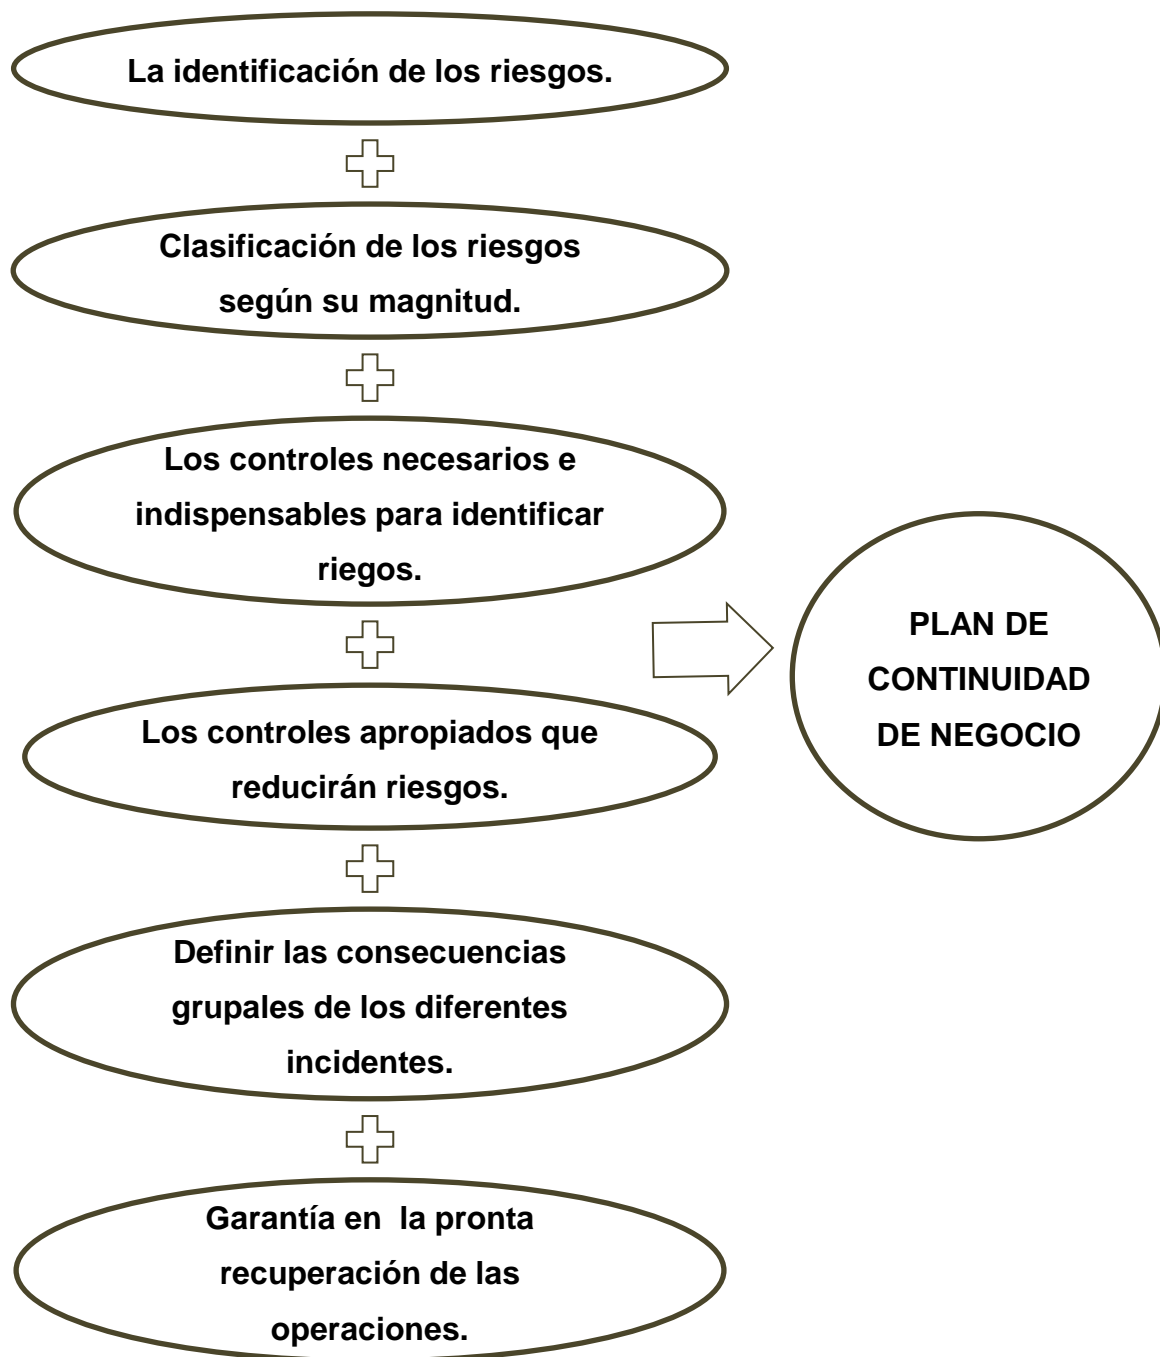 La identificación de los riesgos.
Clasificación de los riesgos
según su magnitud.
Los controles necesarios e
indispensables para identificar
riegos.
Los controles apropiados que
reducirán riesgos.
Definir las consecuencias
grupales de los diferentes
incidentes.
Garantía en  la pronta
recuperación de las
operaciones.
PLAN DE
CONTINUIDAD
DE NEGOCIO